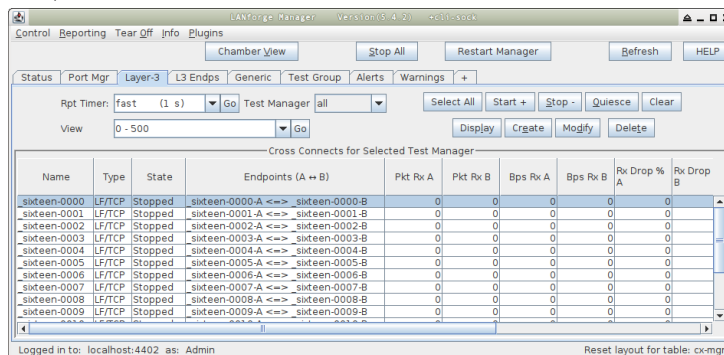 LANforge Manager Version(5.4.2) +cli-sock
Control Reporting Tear Off Info Plugins
Chamber View Stop All Restart Manager Refresh HELP
Status Port Mgr Layer-3 L3 Endps Generic Test Group Alerts Warnings +
Rpt Timer: fast (1 s) Go Test Manager all Select All Start + Stop - Quiesce Clear
View 0 - 500 Go Display Create Modify Delete
Cross Connects for Selected Test Manager
Name Type State Endpoints (A ↔ B) Pkt Rx A Pkt Rx B Bps Rx A Bps Rx B Rx Drop % A Rx Drop B
_sixteen-0000 LF/TCP Stopped _sixteen-0000-A <=> _sixteen-0000-B 0 0 0 0 0
_sixteen-0001 LF/TCP Stopped _sixteen-0001-A <=> _sixteen-0001-B 0 0 0 0 0
_sixteen-0002 LF/TCP Stopped _sixteen-0002-A <=> _sixteen-0002-B 0 0 0 0 0
_sixteen-0003 LF/TCP Stopped _sixteen-0003-A <=> _sixteen-0003-B 0 0 0 0 0
_sixteen-0004 LF/TCP Stopped _sixteen-0004-A <=> _sixteen-0004-B 0 0 0 0 0
_sixteen-0005 LF/TCP Stopped _sixteen-0005-A <=> _sixteen-0005-B 0 0 0 0 0
_sixteen-0006 LF/TCP Stopped _sixteen-0006-A <=> _sixteen-0006-B 0 0 0 0 0
_sixteen-0007 LF/TCP Stopped _sixteen-0007-A <=> _sixteen-0007-B 0 0 0 0 0
_sixteen-0008 LF/TCP Stopped _sixteen-0008-A <=> _sixteen-0008-B 0 0 0 0 0
_sixteen-0009 LF/TCP Stopped _sixteen-0009-A <=> _sixteen-0009-B 0 0 0 0 0
Logged in to: localhost:4402 as: Admin Reset layout for table: cx-mgr